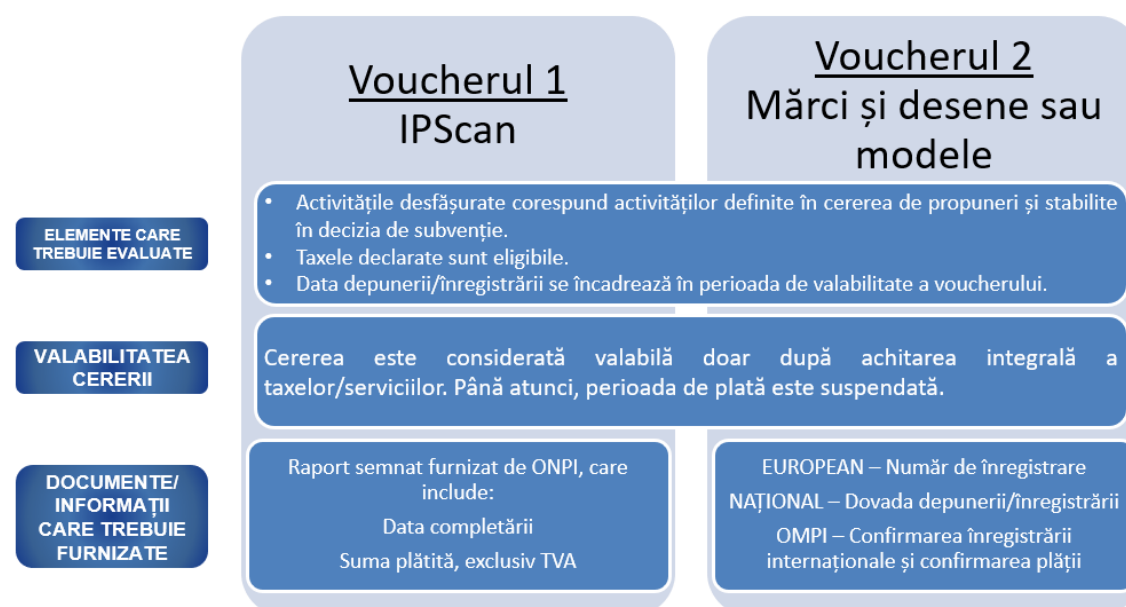 Voucherul 1
IPScan
Voucherul 2
Mărci și desene sau
modele
ELEMENTE CARE
TREBUIE EVALUATE
• Activitățile desfășurate corespund activităților definite în cererea de propuneri și stabilite
în decizia de subvenție.
• Taxele declarate sunt eligibile.
• Data depunerii/înregistrării se încadrează în perioada de valabilitate a voucherului.
VALABILITATEA
CERERII
Cererea este considerată valabilă doar după achitarea integrală a
taxelor/serviciilor. Până atunci, perioada de plată este suspendată.
DOCUMENTE/
INFORMAȚII
CARE TREBUIE
FURNIZATE
Raport semnat furnizat de ONPI, care
include:
Data completării
Suma plătită, exclusiv TVA
EUROPEAN – Număr de înregistrare
NAȚIONAL – Dovada depunerii/înregistrării
OMPI – Confirmarea înregistrării
internaționale și confirmarea plății